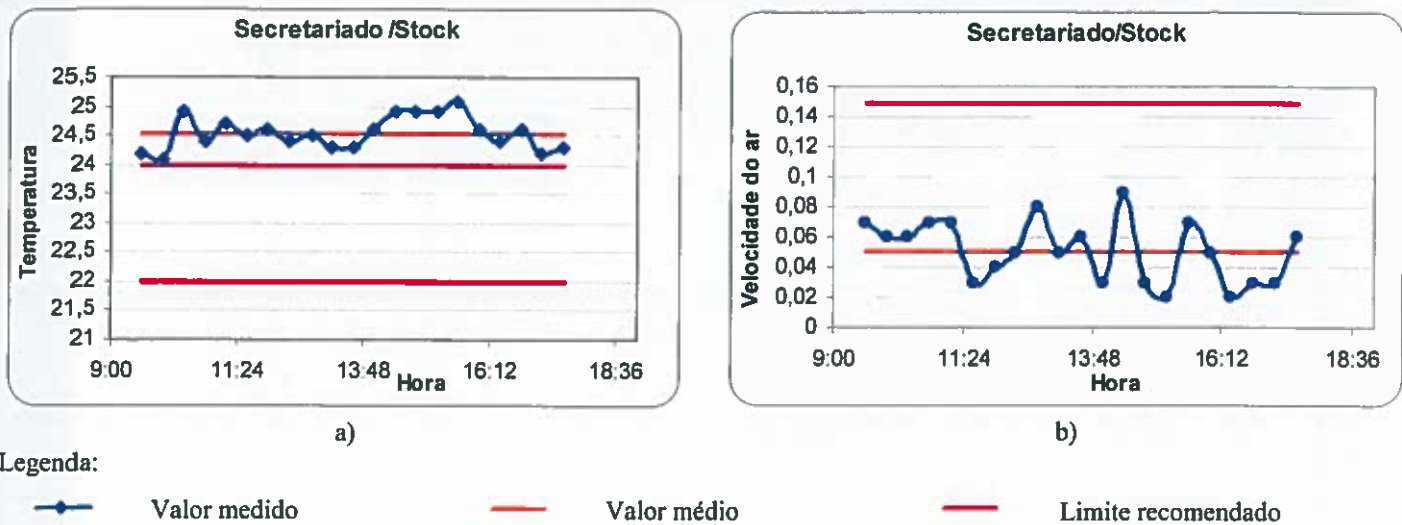 Secretariado /Stock
25,5
25
24,5
24
23,5
23
22,5
22
21,5
21
Temperatura
9:00 11:24 13:48 16:12 18:36
Hora
a)
Secretariado/Stock
0,16
0,14
0,12
0,1
0,08
0,06
0,04
0,02
0
Velocidade do ar
9:00 11:24 13:48 16:12 18:36
Hora
b)
Legenda:
Valor medido Valor médio Limite recomendado